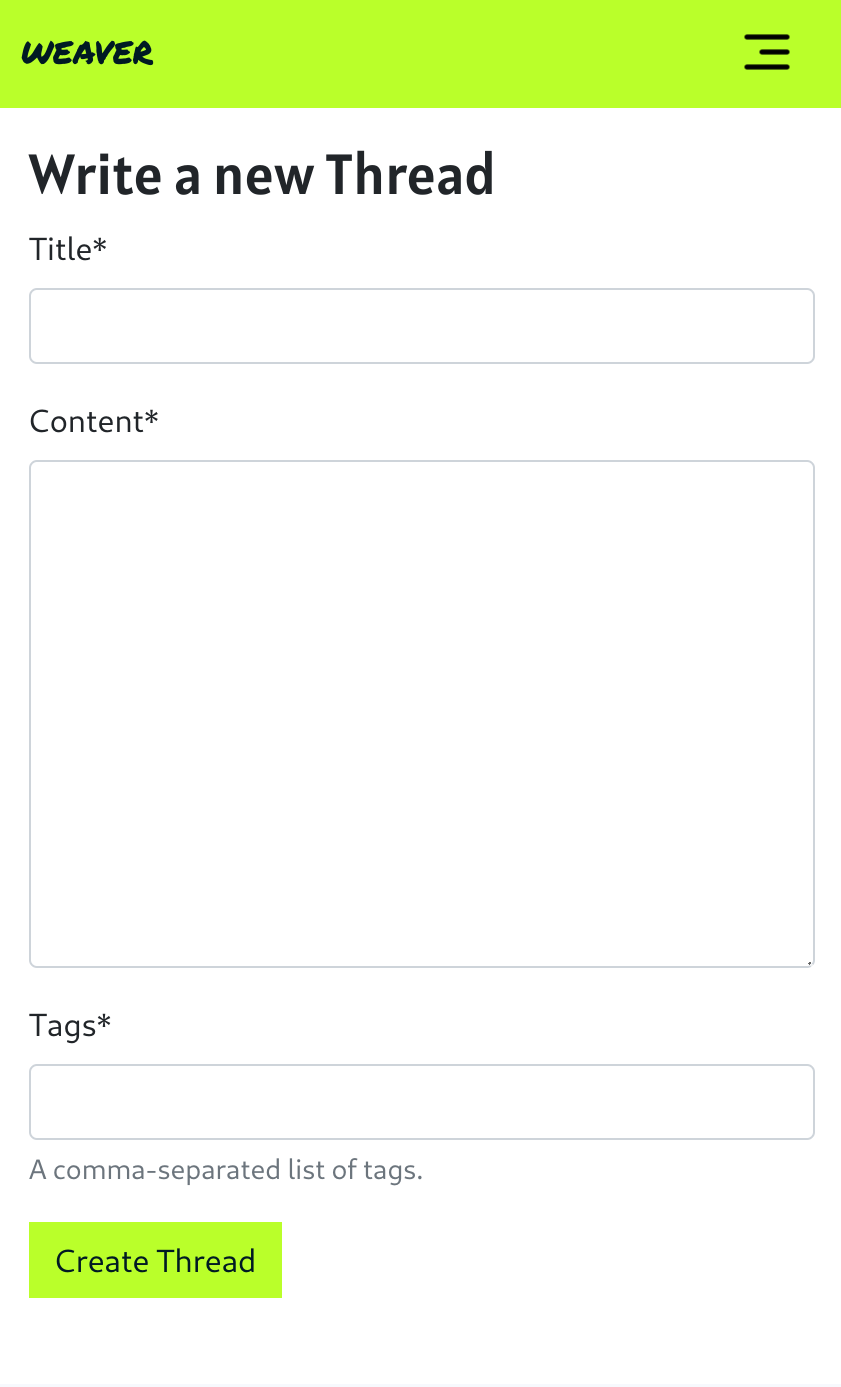 WEAVER
Write a new Thread
Title*
Content*
Tags*
A comma-separated list of tags.
Create Thread